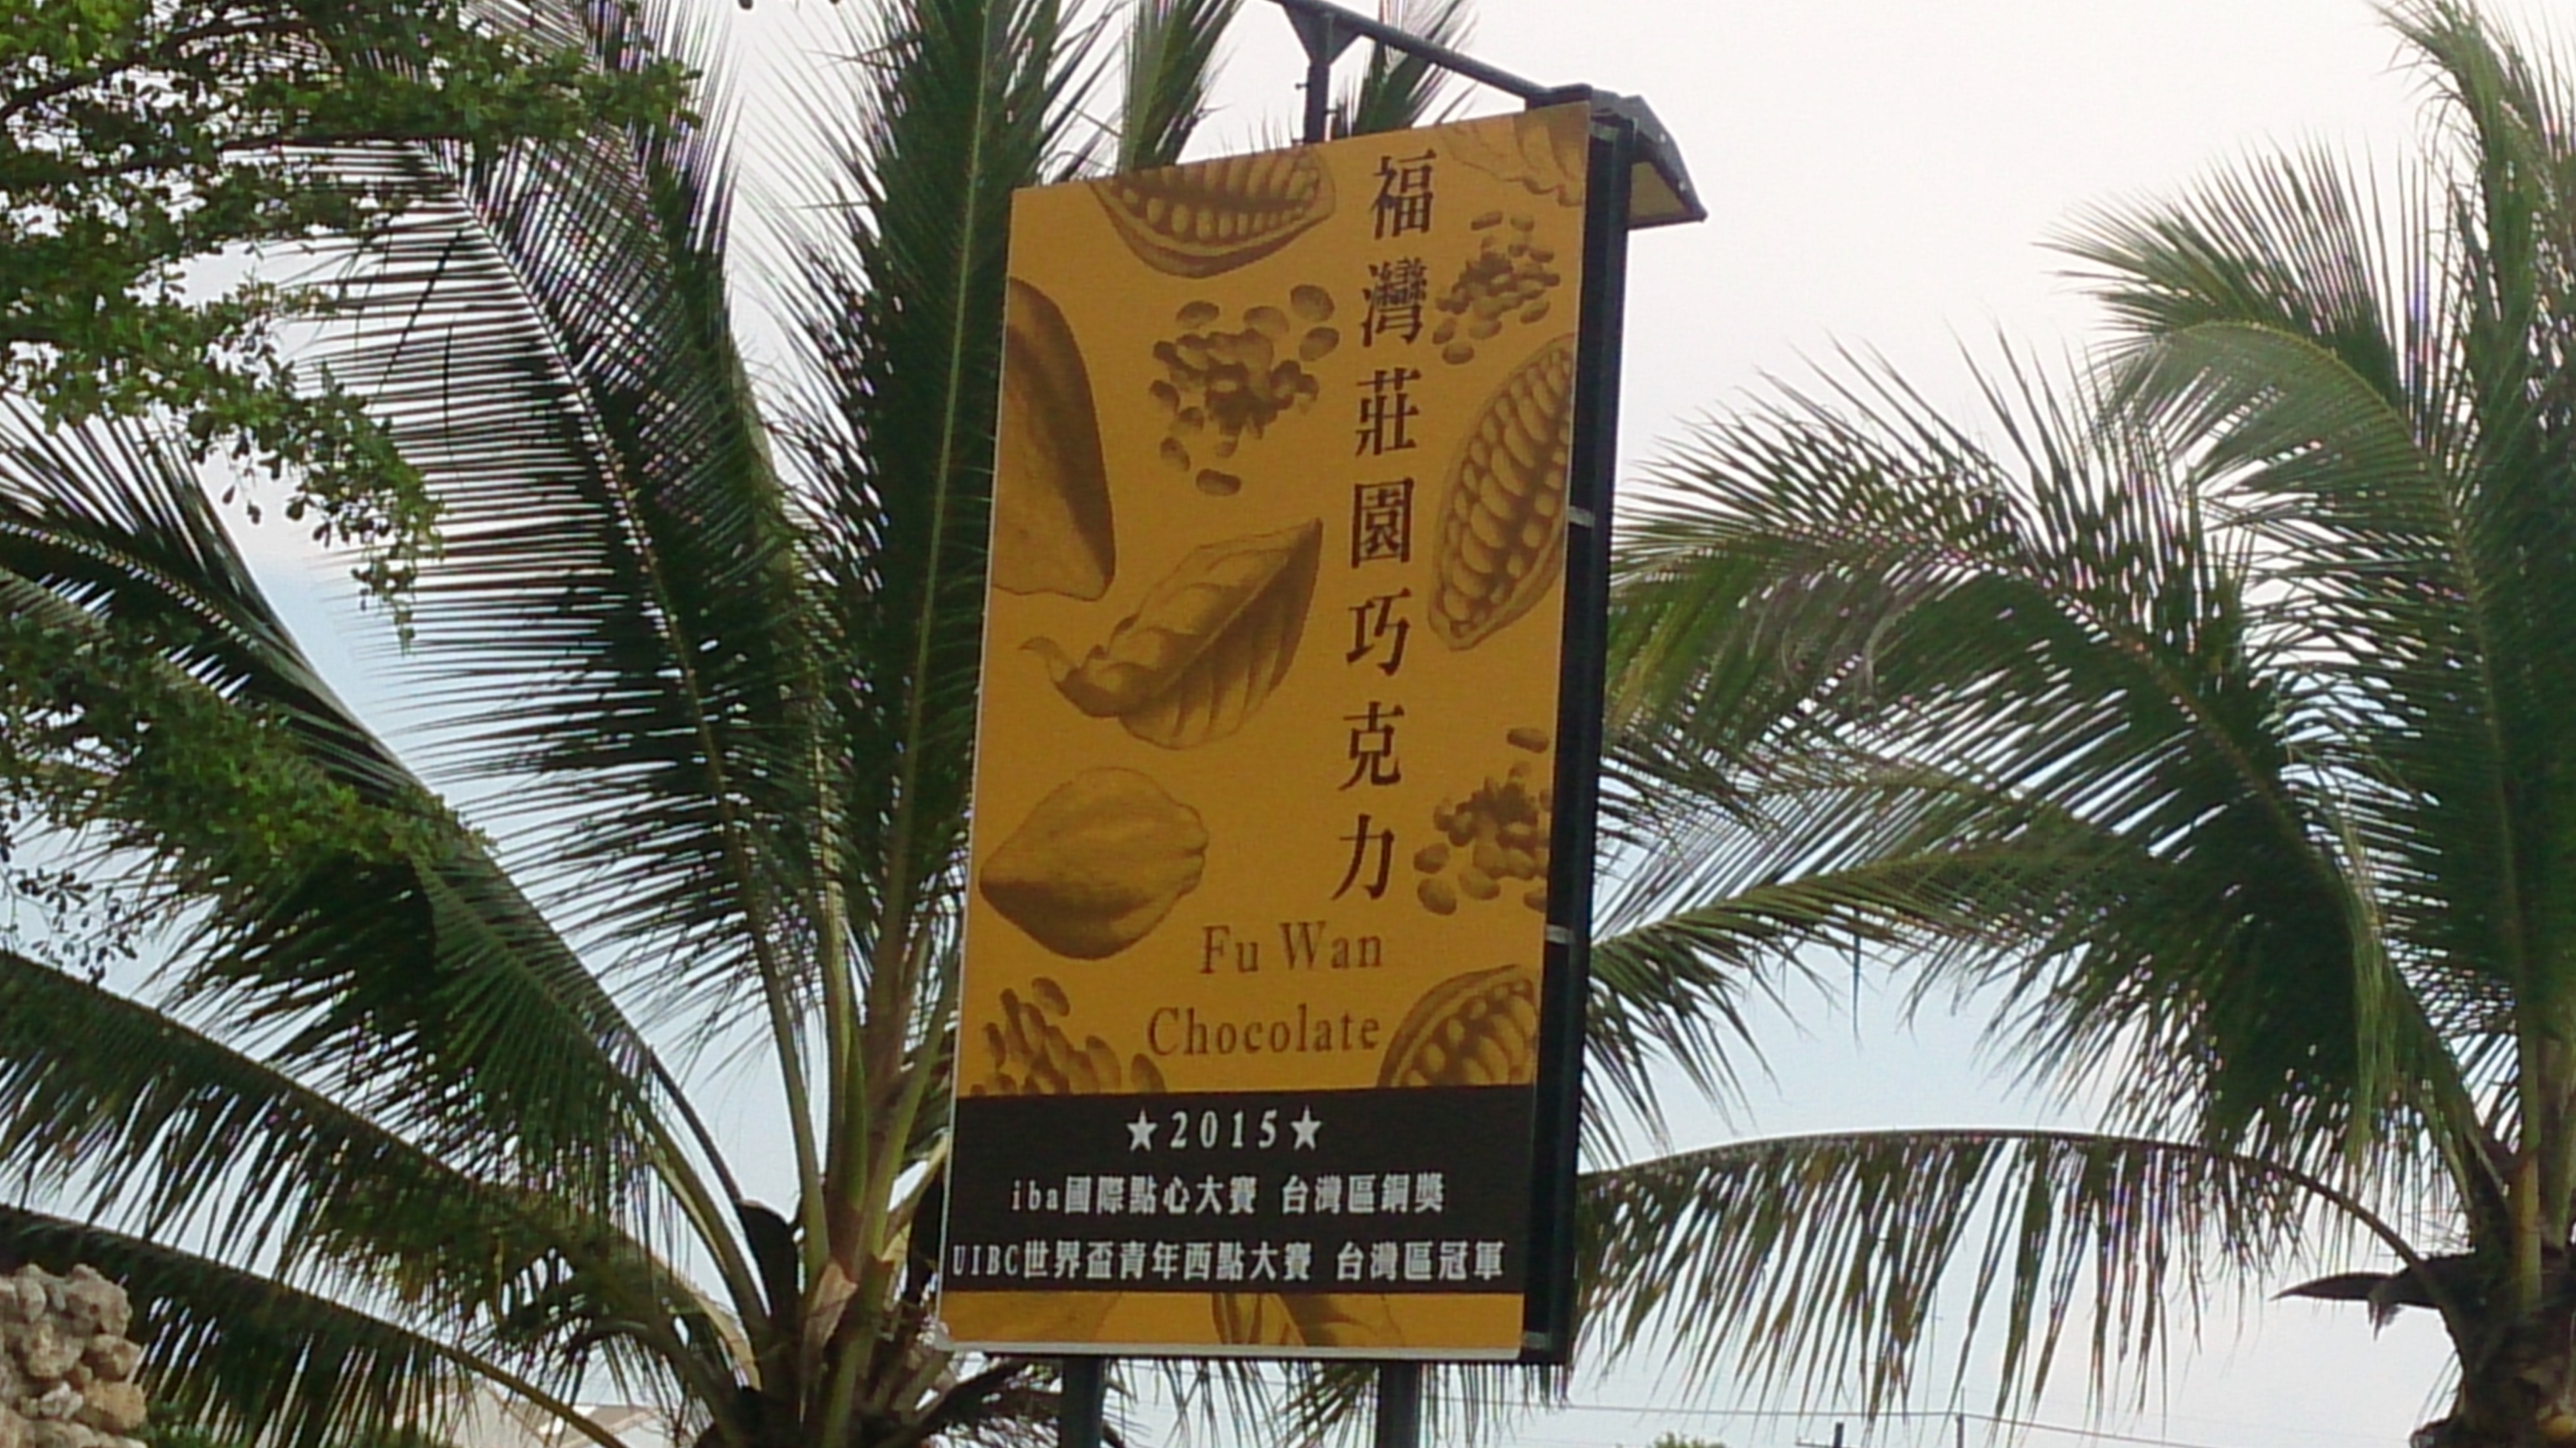 福灣莊園巧克力
Fu Wan
Chocolate
★2015★
iba國際點心大賽 台灣區銅獎
UIBC世界盃青年西點大賽 台灣區冠軍